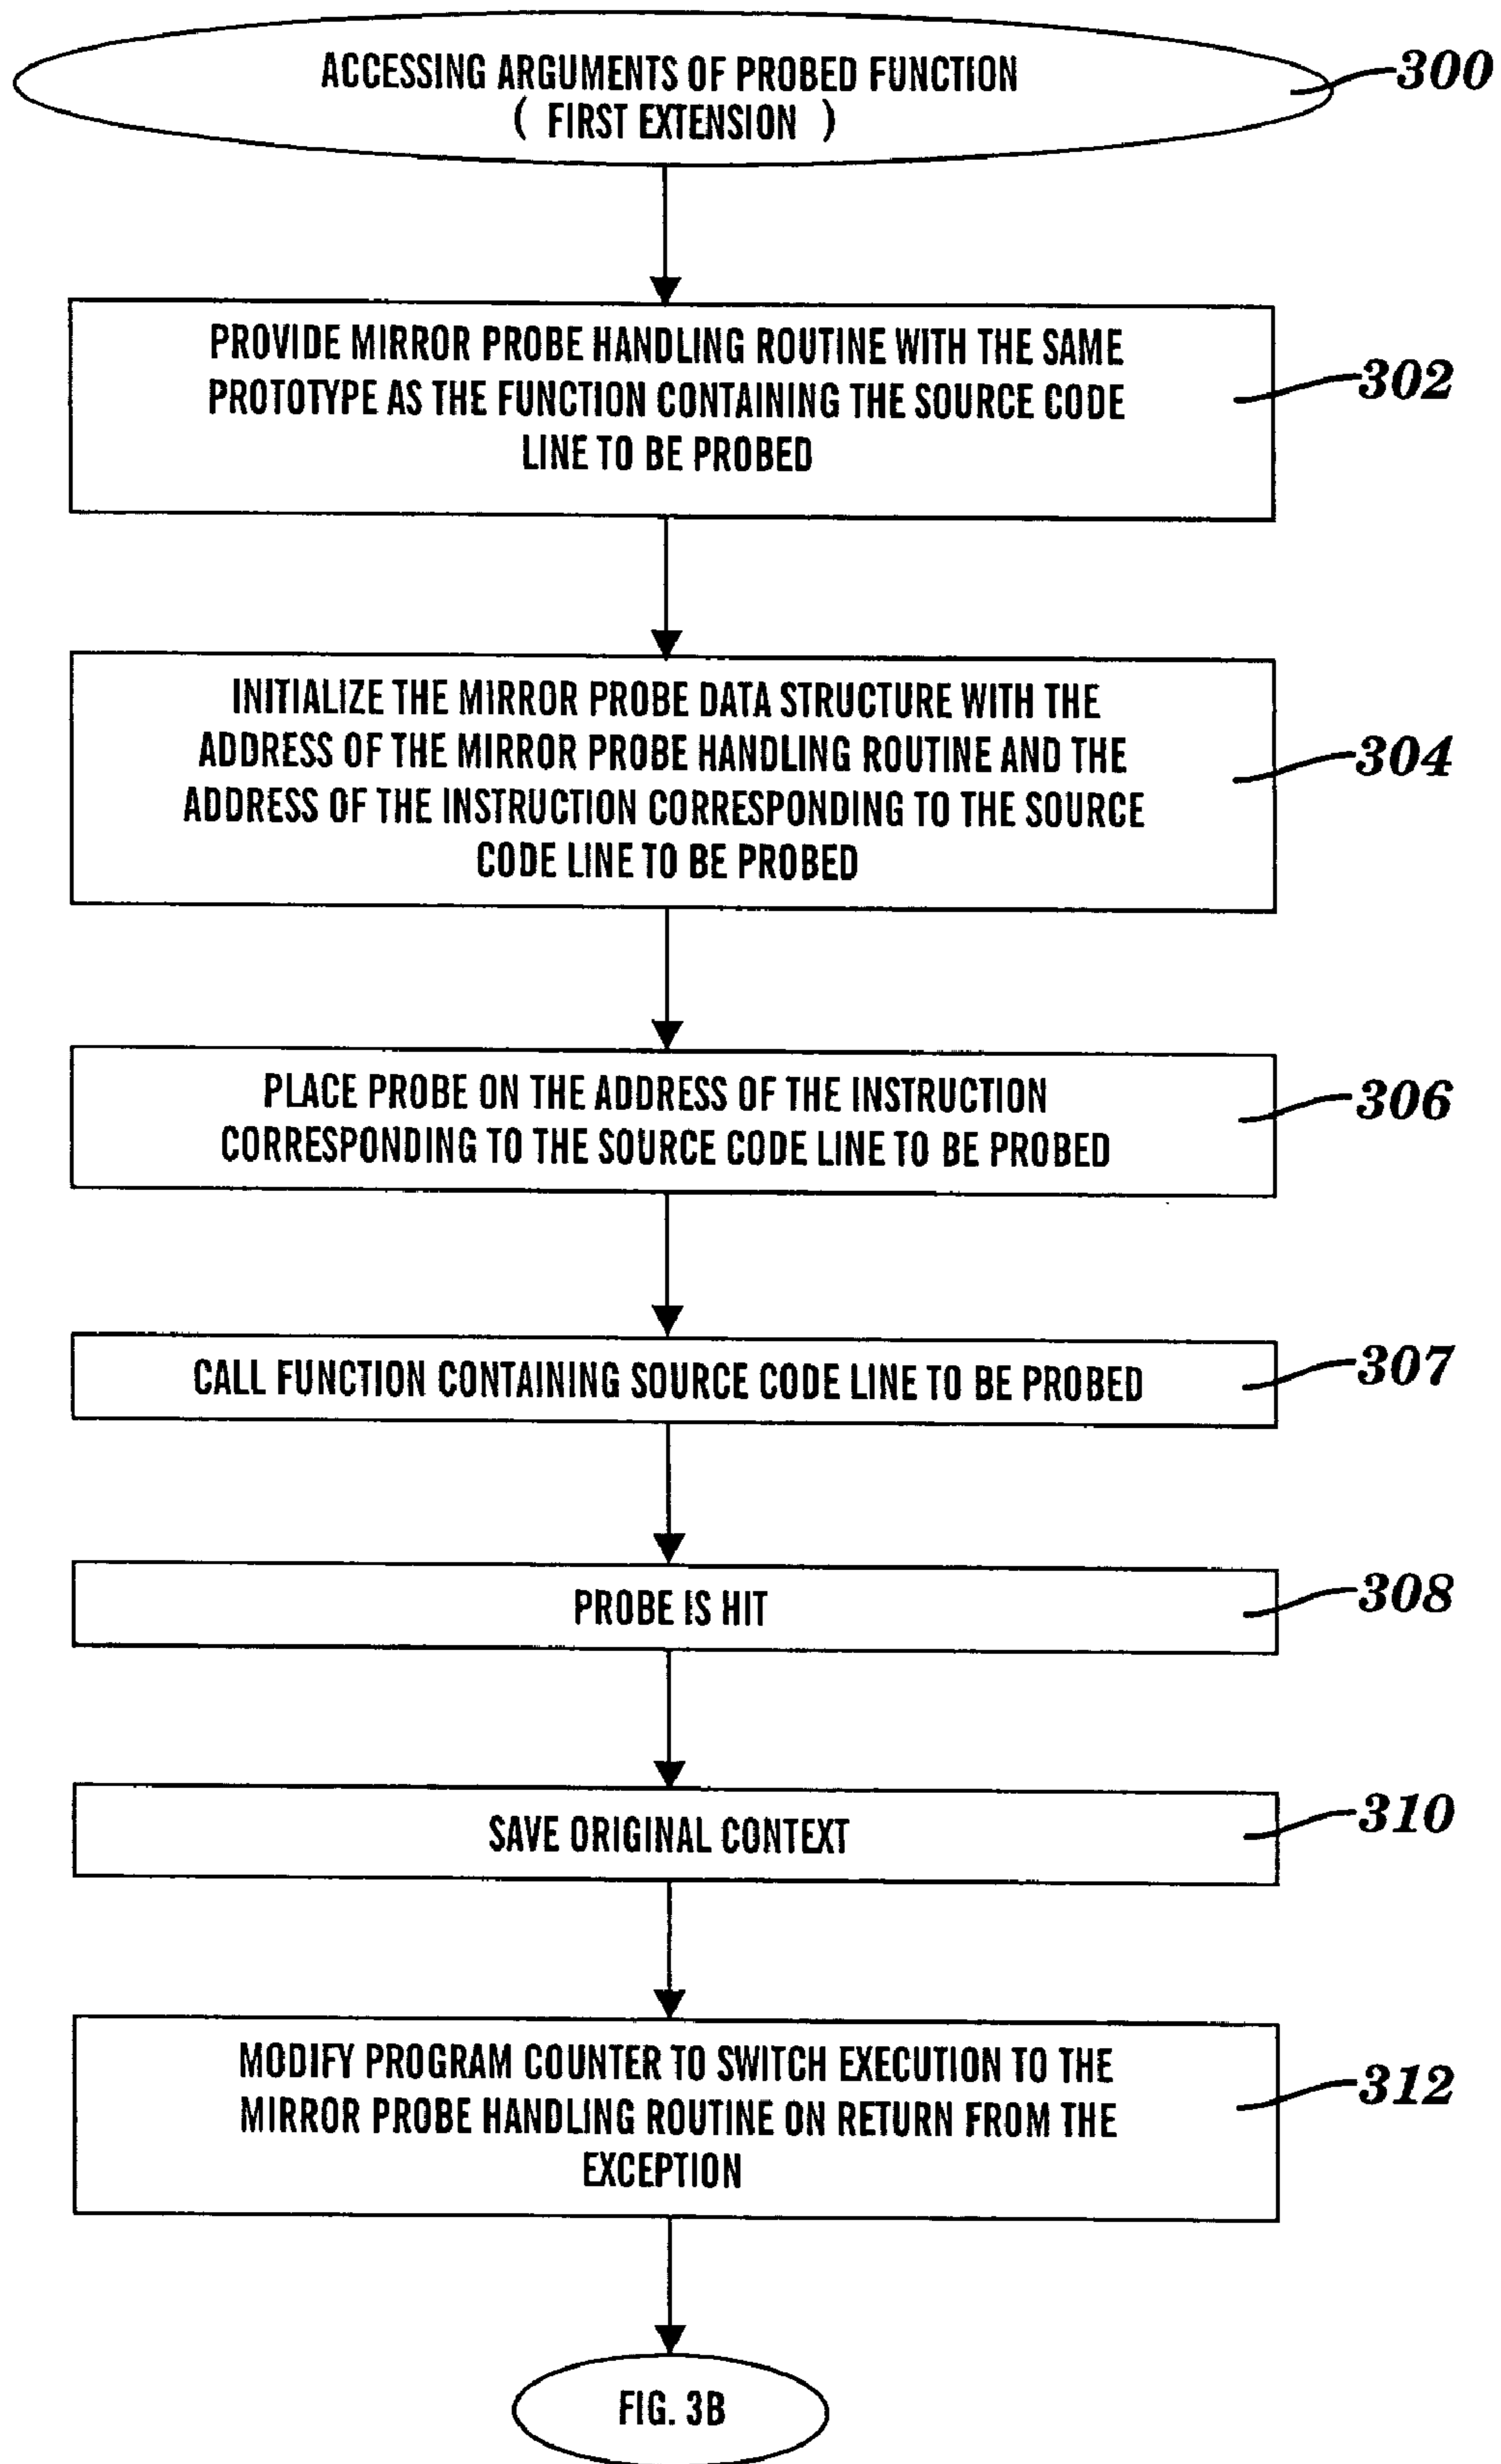 ACCESSING ARGUMENTS OF PROBED FUNCTION
( FIRST EXTENSION )
300
PROVIDE MIRROR PROBE HANDLING ROUTINE WITH THE SAME
PROTOTYPE AS THE FUNCTION CONTAINING THE SOURCE CODE
LINE TO BE PROBED
302
INITIALIZE THE MIRROR PROBE DATA STRUCTURE WITH THE
ADDRESS OF THE MIRROR PROBE HANDLING ROUTINE AND THE
ADDRESS OF THE INSTRUCTION CORRESPONDING TO THE SOURCE
CODE LINE TO BE PROBED
304
PLACE PROBE ON THE ADDRESS OF THE INSTRUCTION
CORRESPONDING TO THE SOURCE CODE LINE TO BE PROBED
306
CALL FUNCTION CONTAINING SOURCE CODE LINE TO BE PROBED
307
PROBE IS HIT
308
SAVE ORIGINAL CONTEXT
310
MODIFY PROGRAM COUNTER TO SWITCH EXECUTION TO THE
MIRROR PROBE HANDLING ROUTINE ON RETURN FROM THE
EXCEPTION
312
FIG. 3B